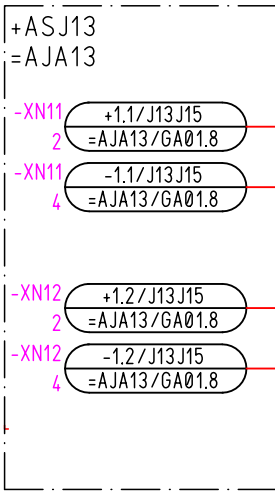 +ASJ13
=AJA13
-XN11
+1.1/J13J15
2
=AJA13/GA01.8
-XN11
-1.1/J13J15
4
=AJA13/GA01.8
-XN12
+1.2/J13J15
2
=AJA13/GA01.8
-XN12
-1.2/J13J15
4
=AJA13/GA01.8